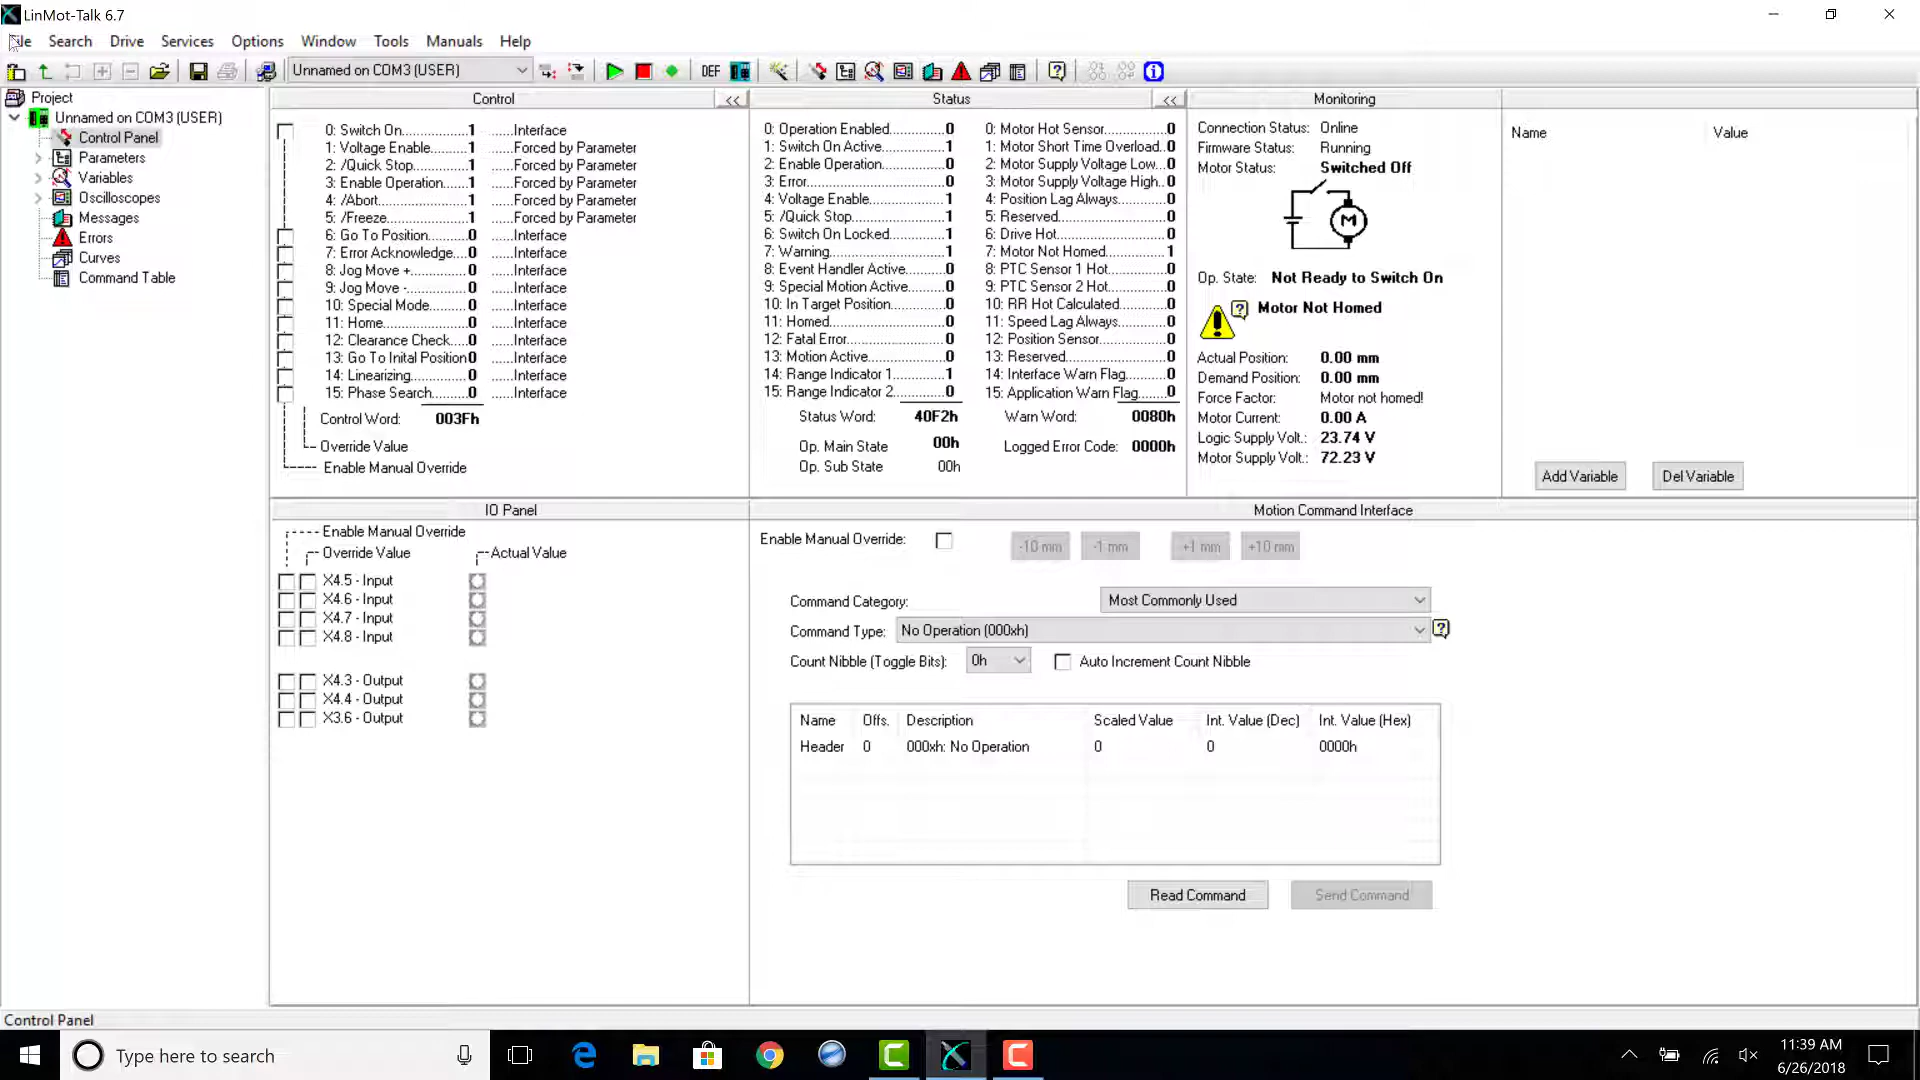 LinMot-Talk 6.7
File Search Drive Services Options Window Tools Manuals Help
Unnamed on COM3 (USER)
DEF
Project
Unnamed on COM3 (USER)
Control Panel
Parameters
Variables
Oscilloscopes
Messages
Errors
Curves
Command Table
Control <<
0: Switch On 1 Interface
1: Voltage Enable 1 Forced by Parameter
2: /Quick Stop 1 Forced by Parameter
3: Enable Operation 1 Forced by Parameter
4: /Abort 1 Forced by Parameter
5: /Freeze 1 Forced by Parameter
6: Go To Position 0 Interface
7: Error Acknowledge 0 Interface
8: Jog Move + 0 Interface
9: Jog Move - 0 Interface
10: Special Mode 0 Interface
11: Home 0 Interface
12: Clearance Check 0 Interface
13: Go To Inital Position 0 Interface
14: Linearizing 0 Interface
15: Phase Search 0 Interface
Control Word: 003Fh
Override Value
Enable Manual Override
Status <<
0: Operation Enabled 0
1: Switch On Active 1
2: Enable Operation 0
3: Error 0
4: Voltage Enable 1
5: /Quick Stop 1
6: Switch On Locked 1
7: Warning 1
8: Event Handler Active 0
9: Special Motion Active 0
10: In Target Position 0
11: Homed 0
12: Fatal Error 0
13: Motion Active 0
14: Range Indicator 1 1
15: Range Indicator 2 0
Status Word: 40F2h
Op. Main State 00h
Op. Sub State 00h
0: Motor Hot Sensor 0
1: Motor Short Time Overload 0
2: Motor Supply Voltage Low 0
3: Motor Supply Voltage High 0
4: Position Lag Always 0
5: Reserved 0
6: Drive Hot 0
7: Motor Not Homed 1
8: PTC Sensor 1 Hot 0
9: PTC Sensor 2 Hot 0
10: RR Hot Calculated 0
11: Speed Lag Always 0
12: Position Sensor 0
13: Reserved 0
14: Interface Warn Flag 0
15: Application Warn Flag 0
Warn Word: 0080h
Logged Error Code: 0000h
Monitoring
Connection Status: Online
Firmware Status: Running
Motor Status: Switched Off
M
Op. State: Not Ready to Switch On
Motor Not Homed
Actual Position: 0.00 mm
Demand Position: 0.00 mm
Force Factor: Motor not homed!
Motor Current: 0.00 A
Logic Supply Volt.: 23.74 V
Motor Supply Volt.: 72.23 V
Name Value
Add Variable Del Variable
IO Panel
Enable Manual Override
Override Value Actual Value
X4.5 - Input
X4.6 - Input
X4.7 - Input
X4.8 - Input
X4.3 - Output
X4.4 - Output
X3.6 - Output
Motion Command Interface
Enable Manual Override: -10 mm -1 mm +1 mm +10 mm
Command Category: Most Commonly Used
Command Type: No Operation (000xh)
Count Nibble (Toggle Bits): 0h Auto Increment Count Nibble
Name Offs. Description Scaled Value Int. Value (Dec) Int. Value (Hex)
Header 0 000xh: No Operation 0 0 0000h
Read Command Send Command
Control Panel
Type here to search
11:39 AM
6/26/2018